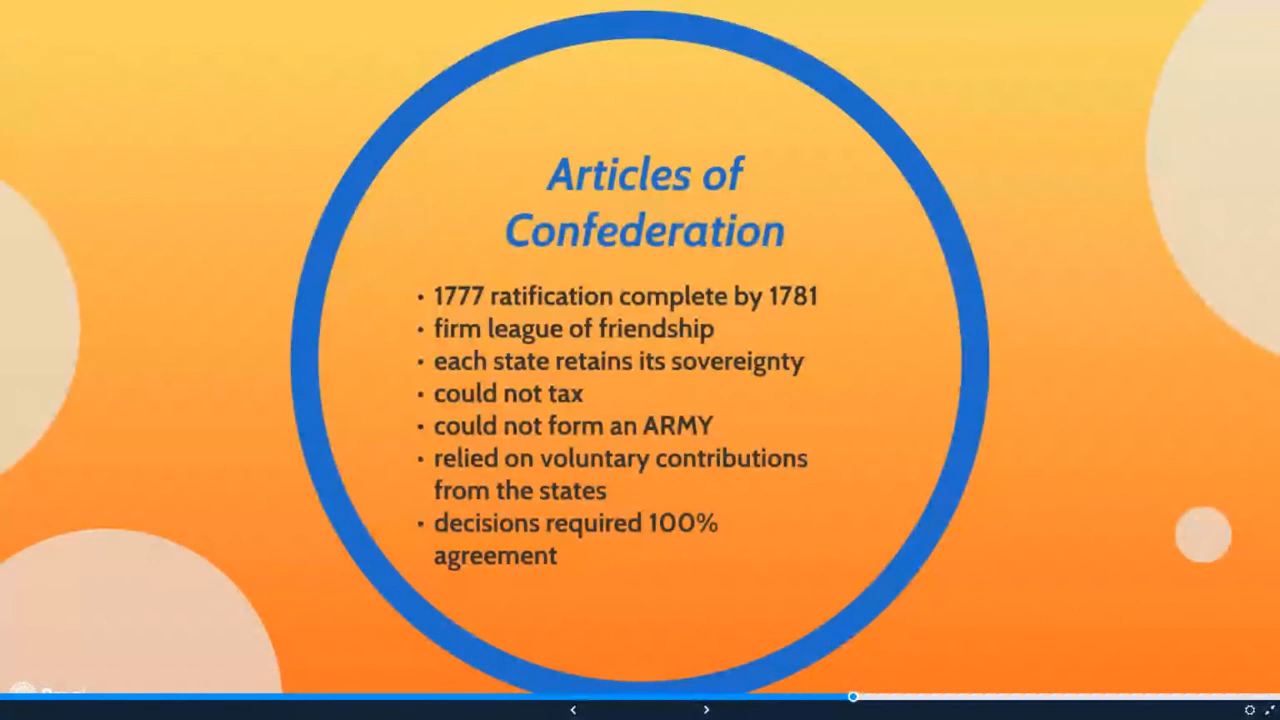 Articles of
Confederation
• 1777 ratification complete by 1781
• firm league of friendship
• each state retains its sovereignty
• could not tax
• could not form an ARMY
• relied on voluntary contributions
from the states
• decisions required 100%
agreement